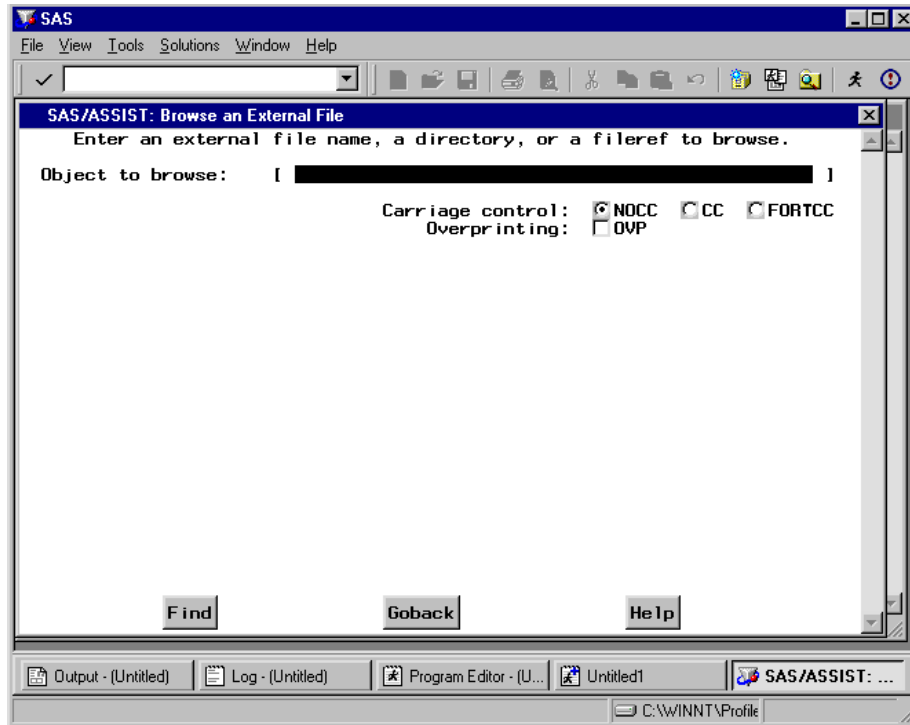 SAS
File View Tools Solutions Window Help
SAS/ASSIST: Browse an External File
Enter an external file name, a directory, or a fileref to browse.
Object to browse: [ ]
Carriage control: NOCC CC FORTCC
Overprinting: OVP
Find Goback Help
Output - (Untitled) Log - (Untitled) Program Editor - (U... Untitled1 SAS/ASSIST: ...
C:\WINNT\Profile